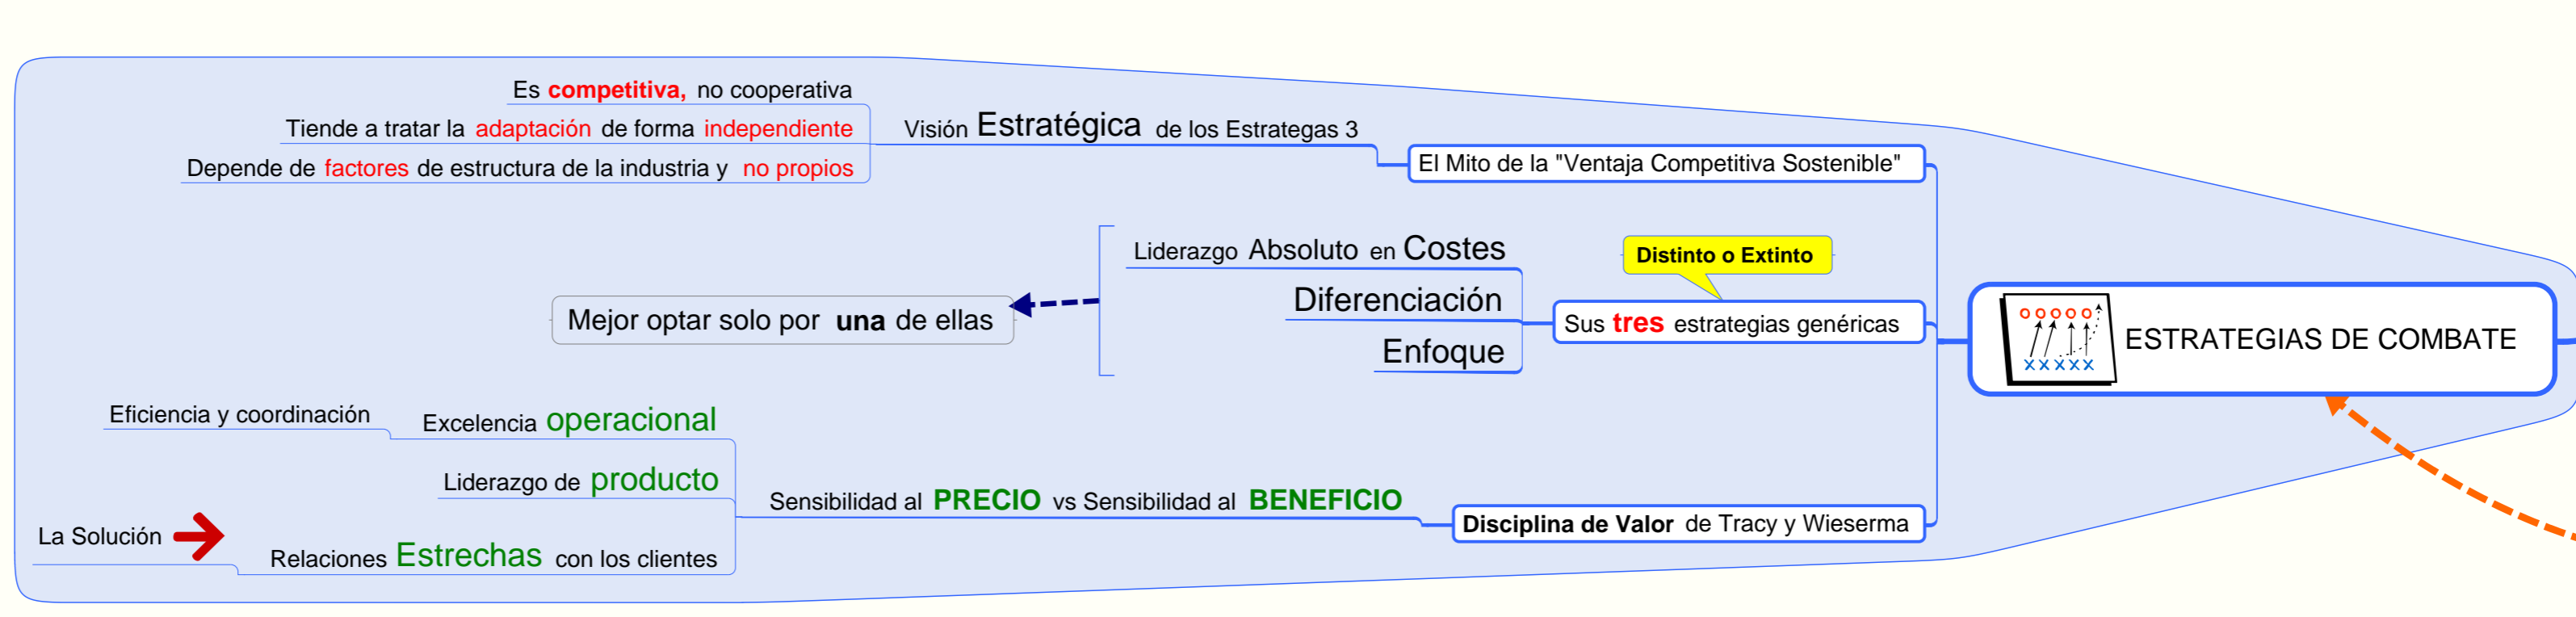 Es competitiva, no cooperativa
Tiende a tratar la adaptación de forma independiente
Depende de factores de estructura de la industria y no propios
Visión Estratégica de los Estrategas 3
El Mito de la "Ventaja Competitiva Sostenible"
Liderazgo Absoluto en Costes
Diferenciación
Enfoque
Mejor optar solo por una de ellas
Distinto o Extinto
Sus tres estrategias genéricas
ESTRATEGIAS DE COMBATE
Eficiencia y coordinación
Excelencia operacional
Liderazgo de producto
La Solución
Relaciones Estrechas con los clientes
Sensibilidad al PRECIO vs Sensibilidad al BENEFICIO
Disciplina de Valor de Tracy y Wieserma